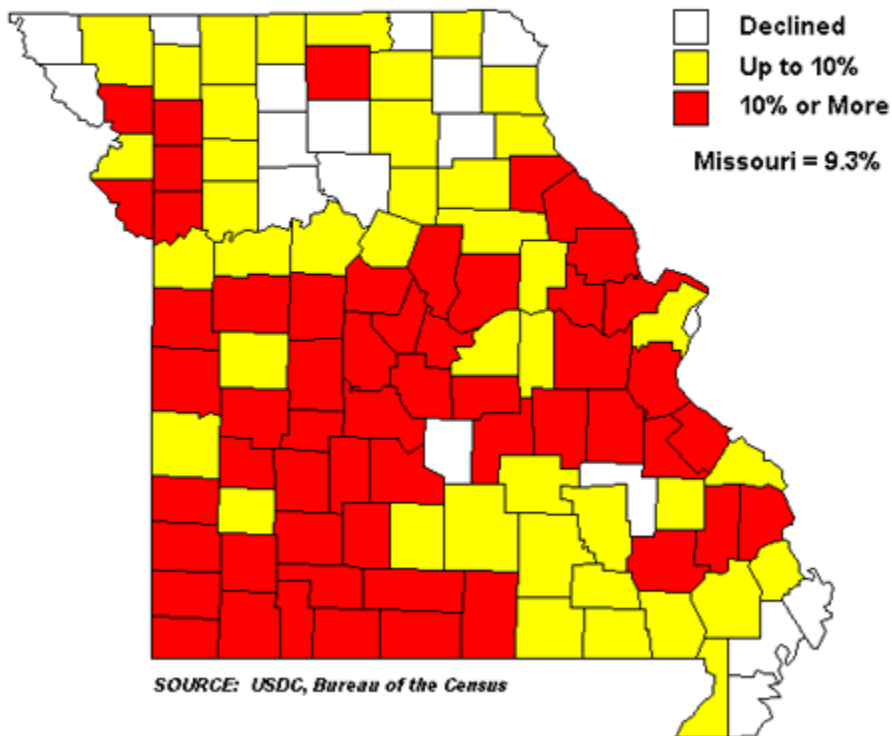 Declined
Up to 10%
10% or More
Missouri = 9.3%
SOURCE: USDC, Bureau of the Census